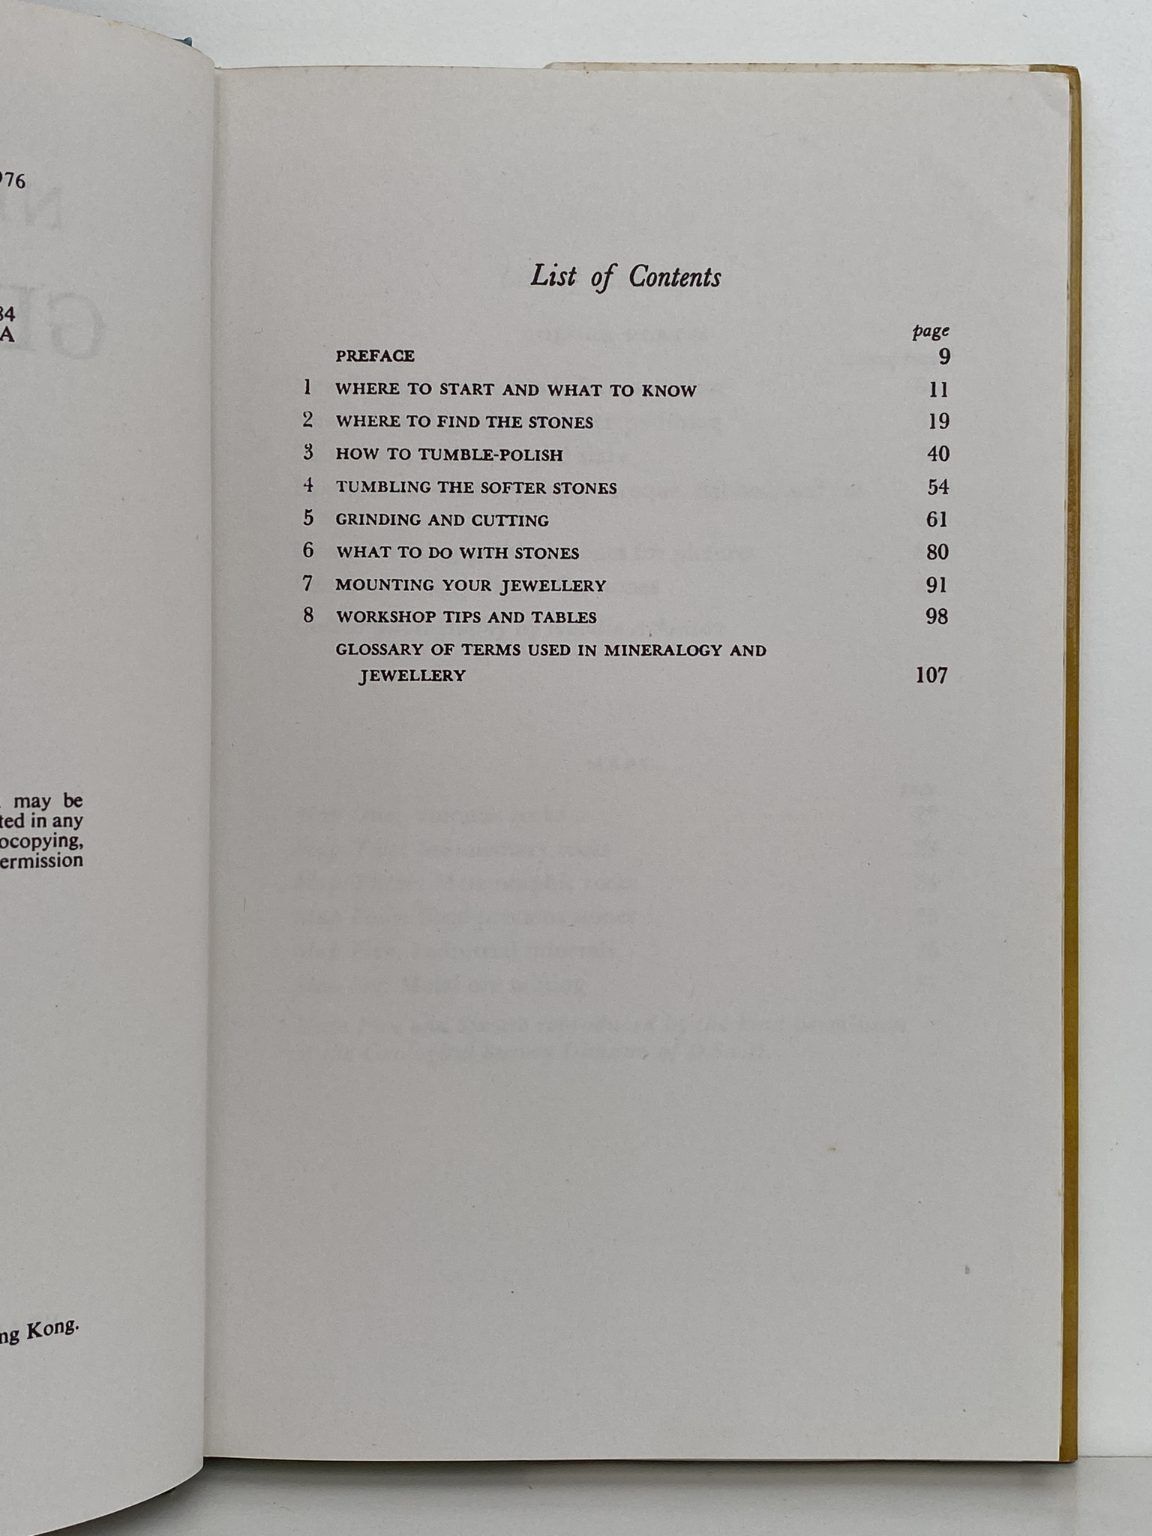 976
84
A
may be
ted in any
ocopying,
ermission
ng Kong.
List of Contents
page
PREFACE 9
1 WHERE TO START AND WHAT TO KNOW 11
2 WHERE TO FIND THE STONES 19
3 HOW TO TUMBLE-POLISH 40
4 TUMBLING THE SOFTER STONES 54
5 GRINDING AND CUTTING 61
6 WHAT TO DO WITH STONES 80
7 MOUNTING YOUR JEWELLERY 91
8 WORKSHOP TIPS AND TABLES 98
GLOSSARY OF TERMS USED IN MINERALOGY AND
JEWELLERY 107